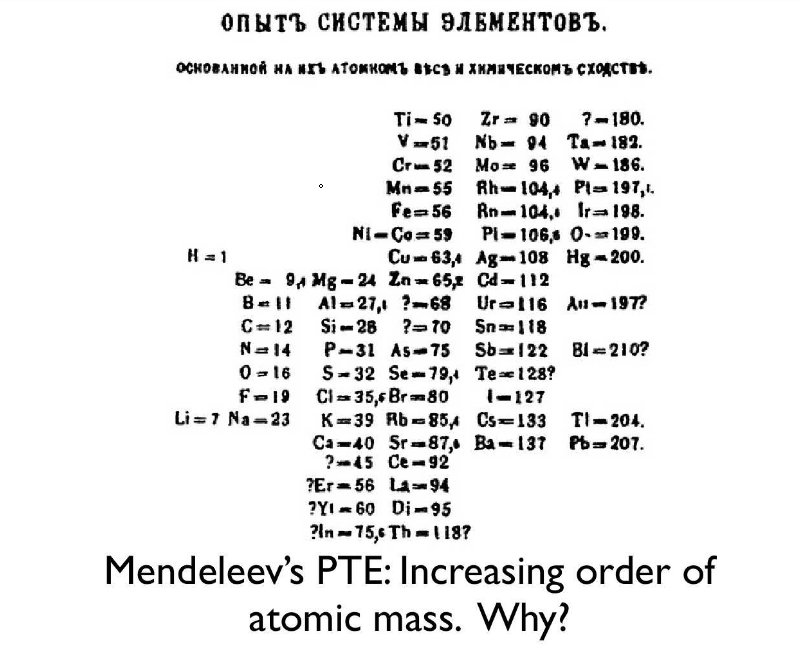 ОПЫТЪ СИСТЕМЫ ЭЛЕМЕНТОВЪ.
ОСНОВАННОЙ НА ИХЪ АТОМНОМЪ ВѢСѢ И ХИМИЧЕСКОМЪ СХОДСТВѢ.
Ti=50 Zr=90 ?=180.
V=51 Nb=94 Ta=182.
Cr=52 Mo=96 W=186.
Mn=55 Rh=104,4 Pt=197,1.
Fe=56 Rn=104,4 Ir=198.
Ni=Co=59 Pl=106,6 O-=199.
H=1 Cu=63,4 Ag=108 Hg=200.
Be=9,4 Mg=24 Zn=65,2 Cd=112
B=11 Al=27,1 ?=68 Ur=116 Au=197?
C=12 Si=28 ?=70 Sn=118
N=14 P=31 As=75 Sb=122 Bi=210?
O=16 S=32 Se=79,4 Te=128?
F=19 Cl=35,5 Br=80 I=127
Li=7 Na=23 K=39 Rb=85,4 Cs=133 Tl=204.
Ca=40 Sr=87,6 Ba=137 Pb=207.
?=45 Ce=92
?Er=56 La=94
?Yt=60 Di=95
?In=75,6 Th=118?
Mendeleev's PTE: Increasing order of
atomic mass. Why?